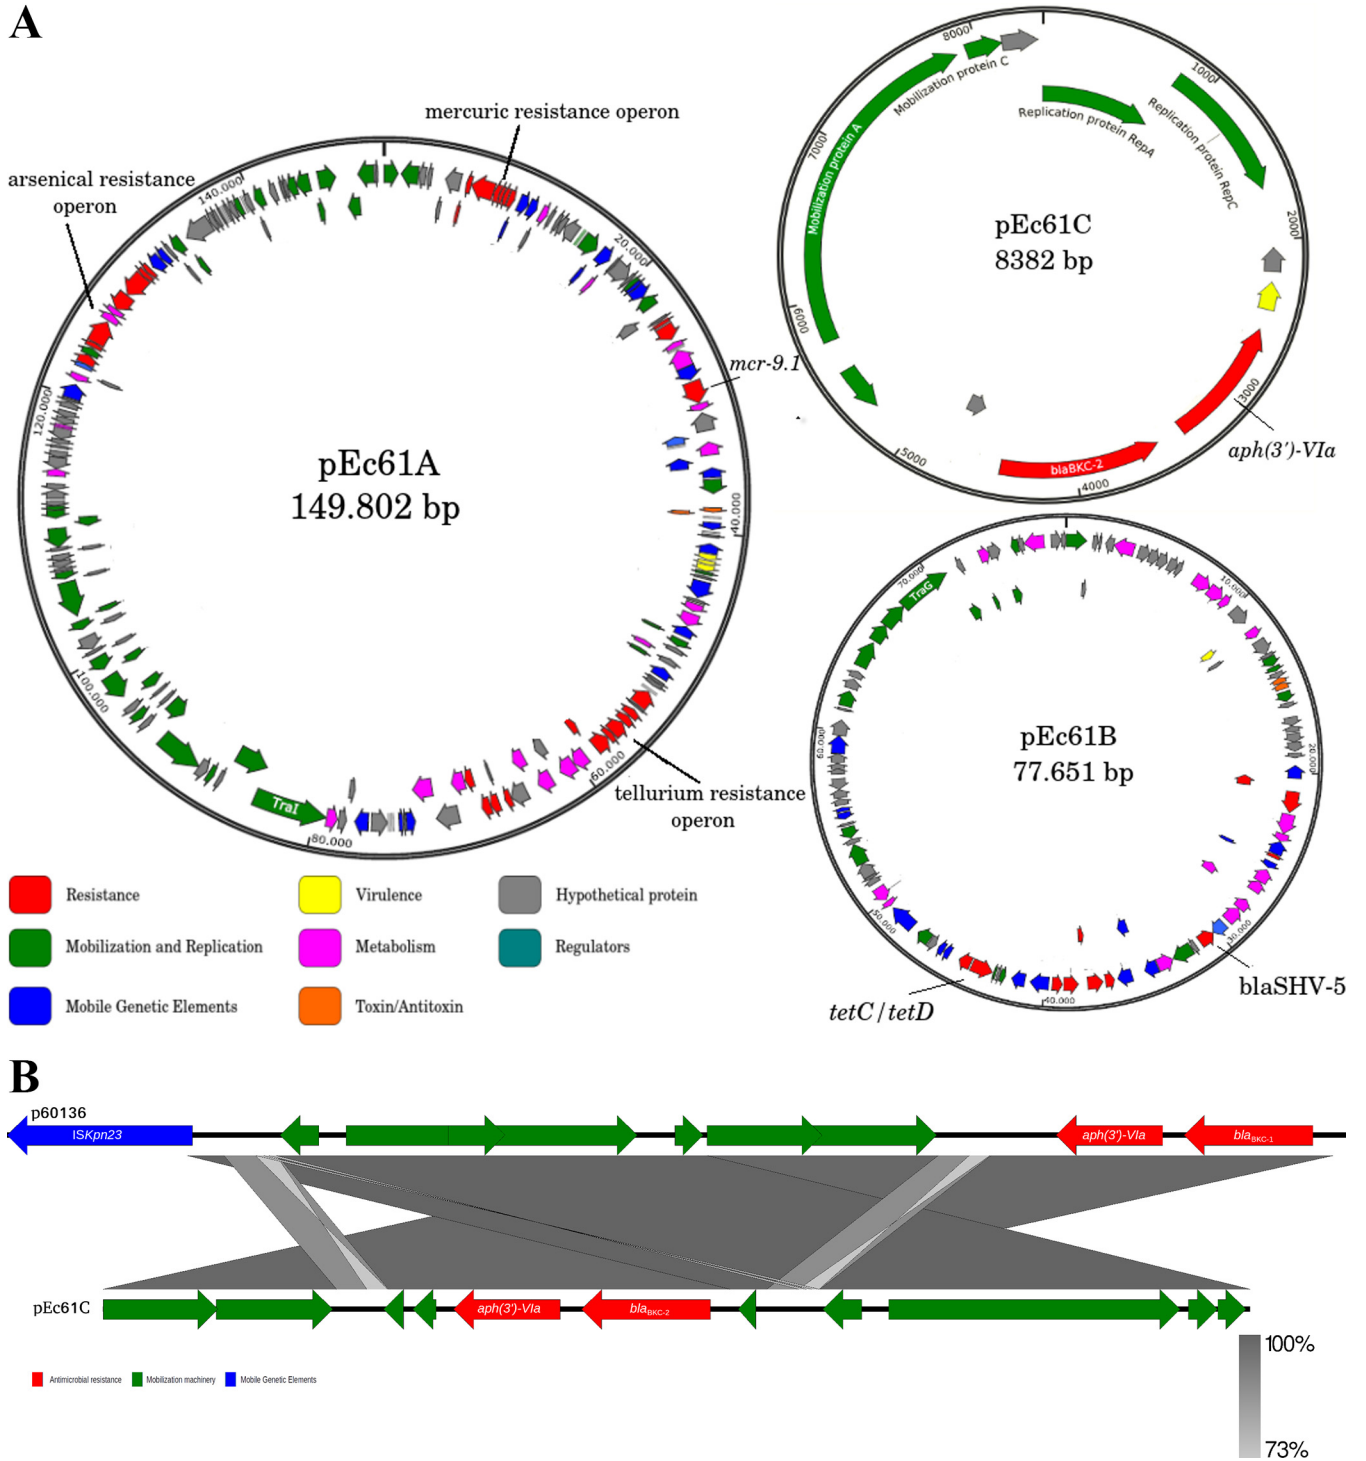 A
mercuric resistance operon
arsenical resistance
operon
140.000
20.000
mcr-9.1
120.000
pEc61A
149.802 bp
40.000
100.000
TraI
80.000
60.000
tellurium resistance
operon
8000
Mobilization protein C
1000
Replication protein RepA
Replication protein RepC
7000
Mobilization protein A
2000
pEc61C
8382 bp
6000
3000
aph(3')-VIa
5000
blaBKC-2
4000
70.000
TraG
10.000
60.000
pEc61B
77.651 bp
20.000
50.000
30.000
blaSHV-5
40.000
tetC/tetD
Resistance
Virulence
Hypothetical protein
Mobilization and Replication
Metabolism
Regulators
Mobile Genetic Elements
Toxin/Antitoxin
B
p60136
ISKpn23
aph(3')-VIa
blaBKC-1
pEc61C
aph(3')-VIa
blaBKC-2
100%
73%
Antimicrobial resistance
Mobilization machinery
Mobile Genetic Elements